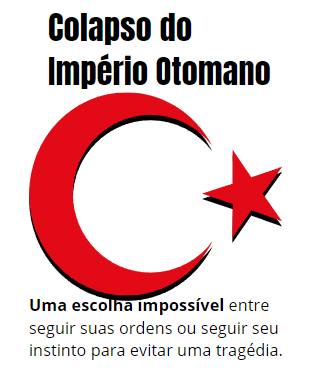 Colapso do
Império Otomano
Uma escolha impossível entre
seguir suas ordens ou seguir seu
instinto para evitar uma tragédia.